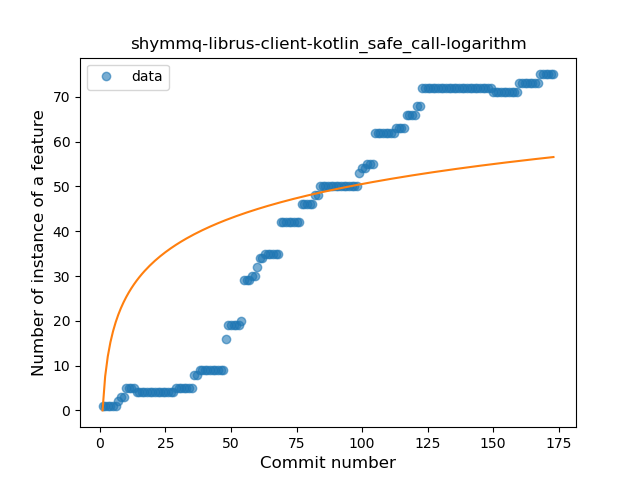 shymmq-librus-client-kotlin_safe_call-logarithm
data
Number of instance of a feature
70
60
50
40
30
20
10
0
0 25 50 75 100 125 150 175
Commit number